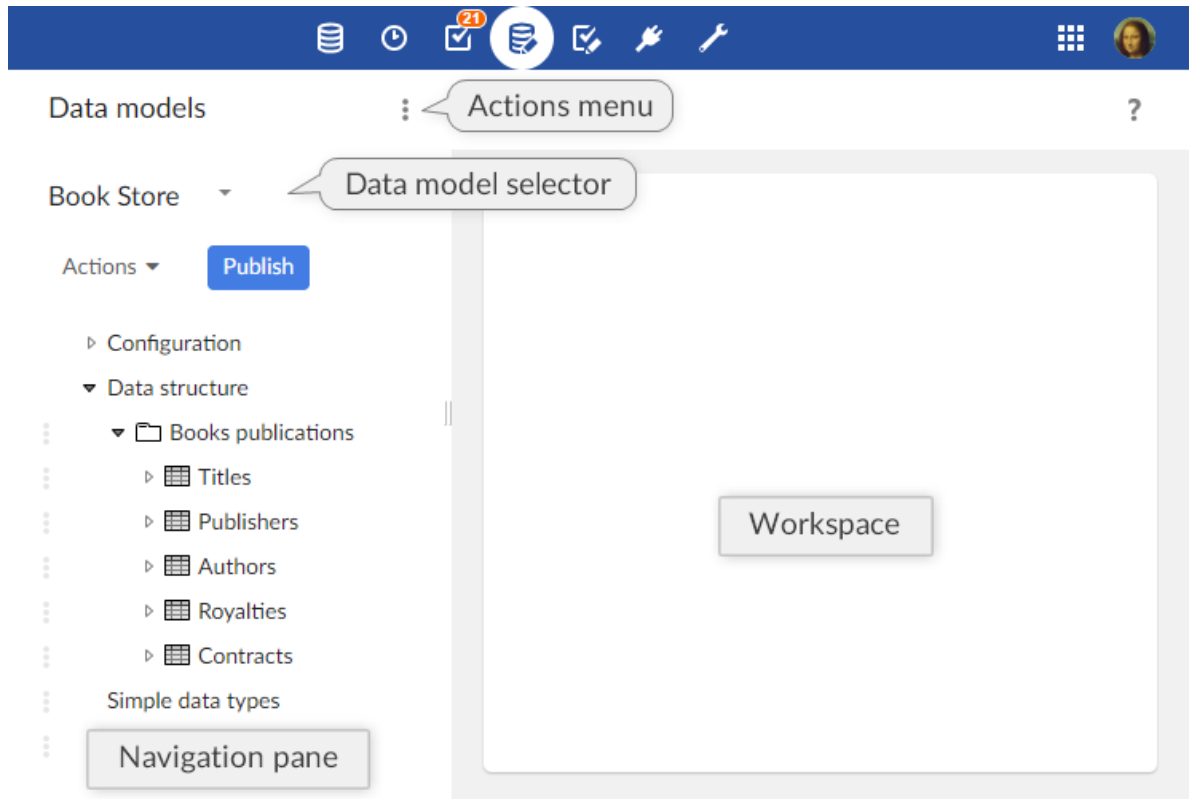 21
Data models
Actions menu
?
Book Store
Data model selector
Actions
Publish
Configuration
Data structure
Books publications
Titles
Publishers
Workspace
Authors
Royalties
Contracts
Simple data types
Navigation pane